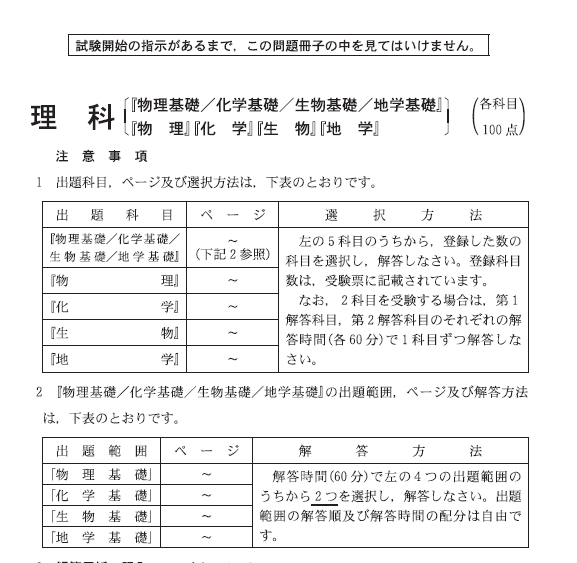 試験開始の指示があるまで，この問題冊子の中を見てはいけません。
理 科 『物理基礎／化学基礎／生物基礎／地学基礎』 （各科目
『物 理』『化 学』『生 物』『地 学』 100 点）
注 意 事 項
1 出題科目，ページ及び選択方法は，下表のとおりです。
出 題 科 目 ペ ー ジ 選 択 方 法
『物理基礎／化学基礎／
生物基礎／地学基礎』
～
(下記2参照)
『物 理』 ～
『化 学』 ～
『生 物』 ～
『地 学』 ～
左の5科目のうちから，登録した数の
科目を選択し，解答しなさい。登録科目
数は，受験票に記載されています。
なお，2科目を受験する場合は，第1
解答科目，第2解答科目のそれぞれの解
答時間(各60分)で1科目ずつ解答しな
さい。
2 『物理基礎／化学基礎／生物基礎／地学基礎』の出題範囲，ページ及び解答方法
は，下表のとおりです。
出 題 範 囲 ペ ー ジ 解 答 方 法
「物 理 基 礎」 ～
「化 学 基 礎」 ～
「生 物 基 礎」 ～
「地 学 基 礎」 ～
解答時間(60分)で左の4つの出題範囲の
うちから2つを選択し，解答しなさい。出題
範囲の解答順及び解答時間の配分は自由で
す。